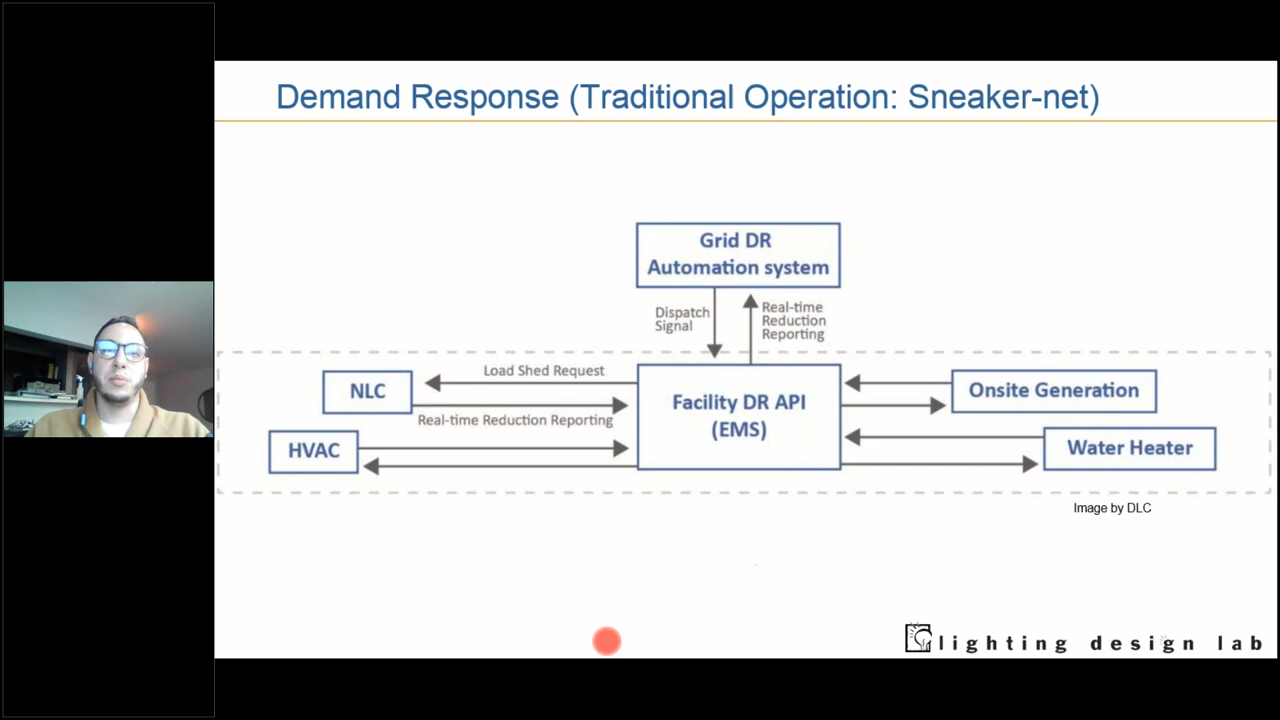 Demand Response (Traditional Operation: Sneaker-net)
Grid DR
Automation system
Dispatch
Signal
Real-time
Reduction
Reporting
NLC
Load Shed Request
Real-time Reduction Reporting
HVAC
Facility DR API
(EMS)
Onsite Generation
Water Heater
Image by DLC
lighting design lab